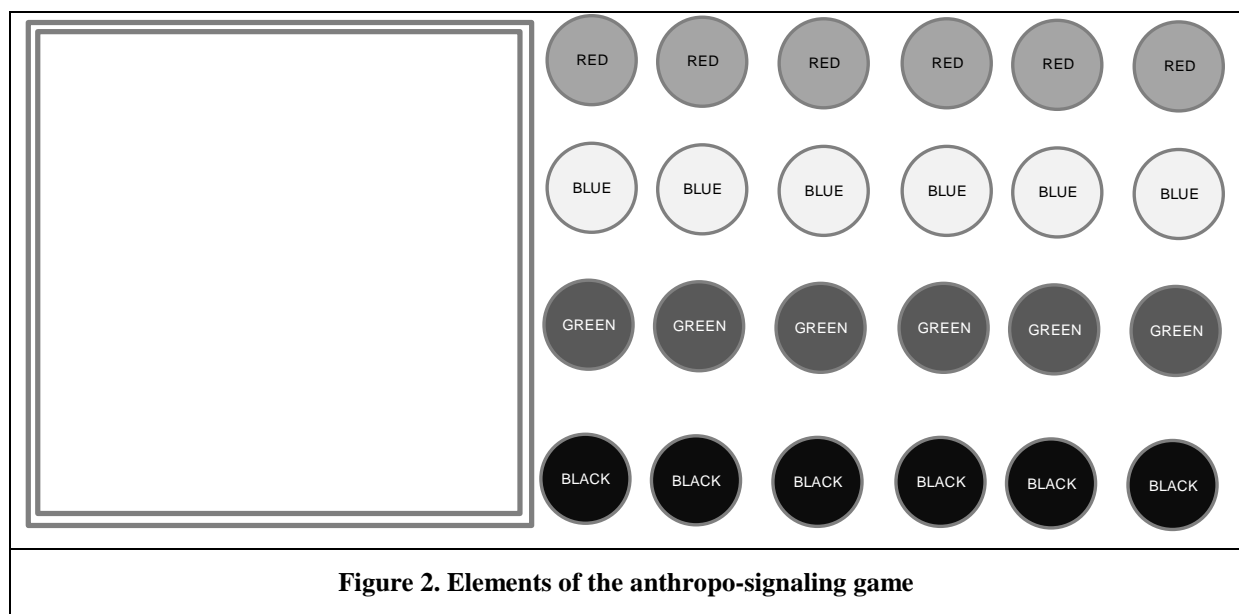 RED RED RED RED RED RED
BLUE BLUE BLUE BLUE BLUE BLUE
GREEN GREEN GREEN GREEN GREEN GREEN
BLACK BLACK BLACK BLACK BLACK BLACK
Figure 2. Elements of the anthropo-signaling game